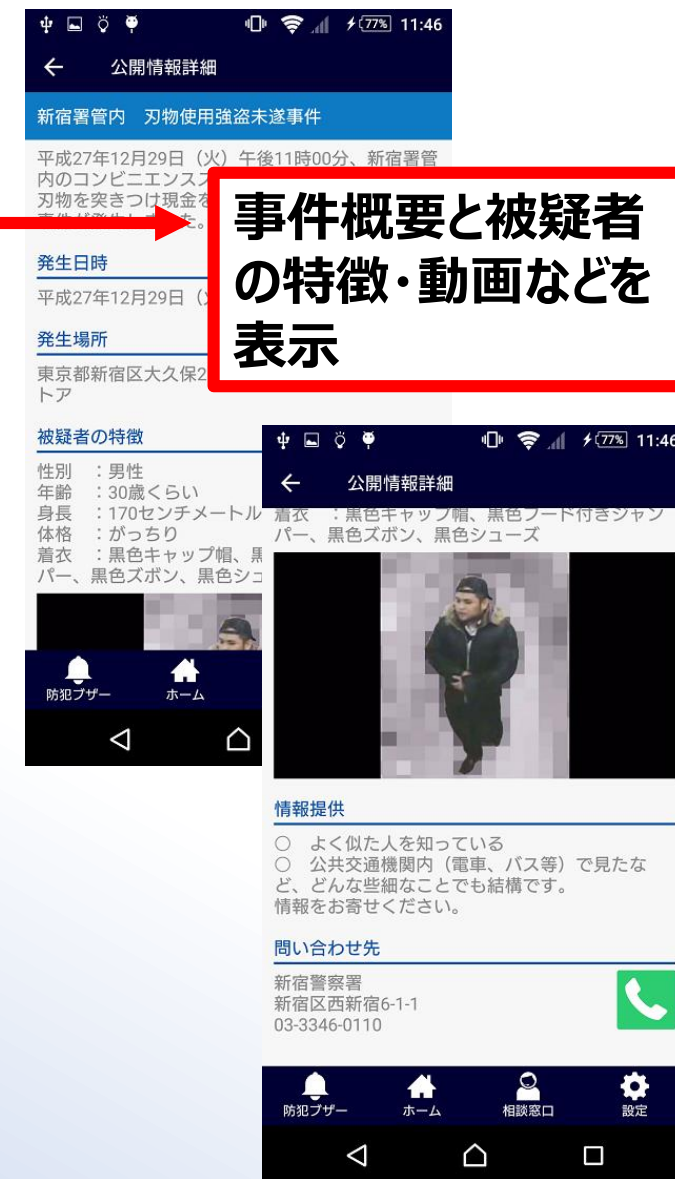 77% 11:46
公開情報詳細
新宿署管内 刃物使用強盗未遂事件
平成27年12月29日（火）午後11時00分、新宿署管
内のコンビニエンスス
刃物を突きつけ現金を
た。
事件概要と被疑者
の特徴・動画などを
表示
発生日時
平成27年12月29日（
発生場所
東京都新宿区大久保2
トア
被疑者の特徴
性別 ：男性
年齢 ：30歳くらい
身長 ：170センチメートル
体格 ：がっちり
着衣 ：黒色キャップ帽、黒
パー、黒色ズボン、黒色シュ
防犯ブザー
ホーム
77% 11:46
公開情報詳細
着衣 ：黒色キャップ帽、黒色フード付きジャン
パー、黒色ズボン、黒色シューズ
情報提供
○ よく似た人を知っている
○ 公共交通機関内（電車、バス等）で見たな
ど、どんな些細なことでも結構です。
情報をお寄せください。
問い合わせ先
新宿警察署
新宿区西新宿6-1-1
03-3346-0110
防犯ブザー
ホーム
相談窓口
設定